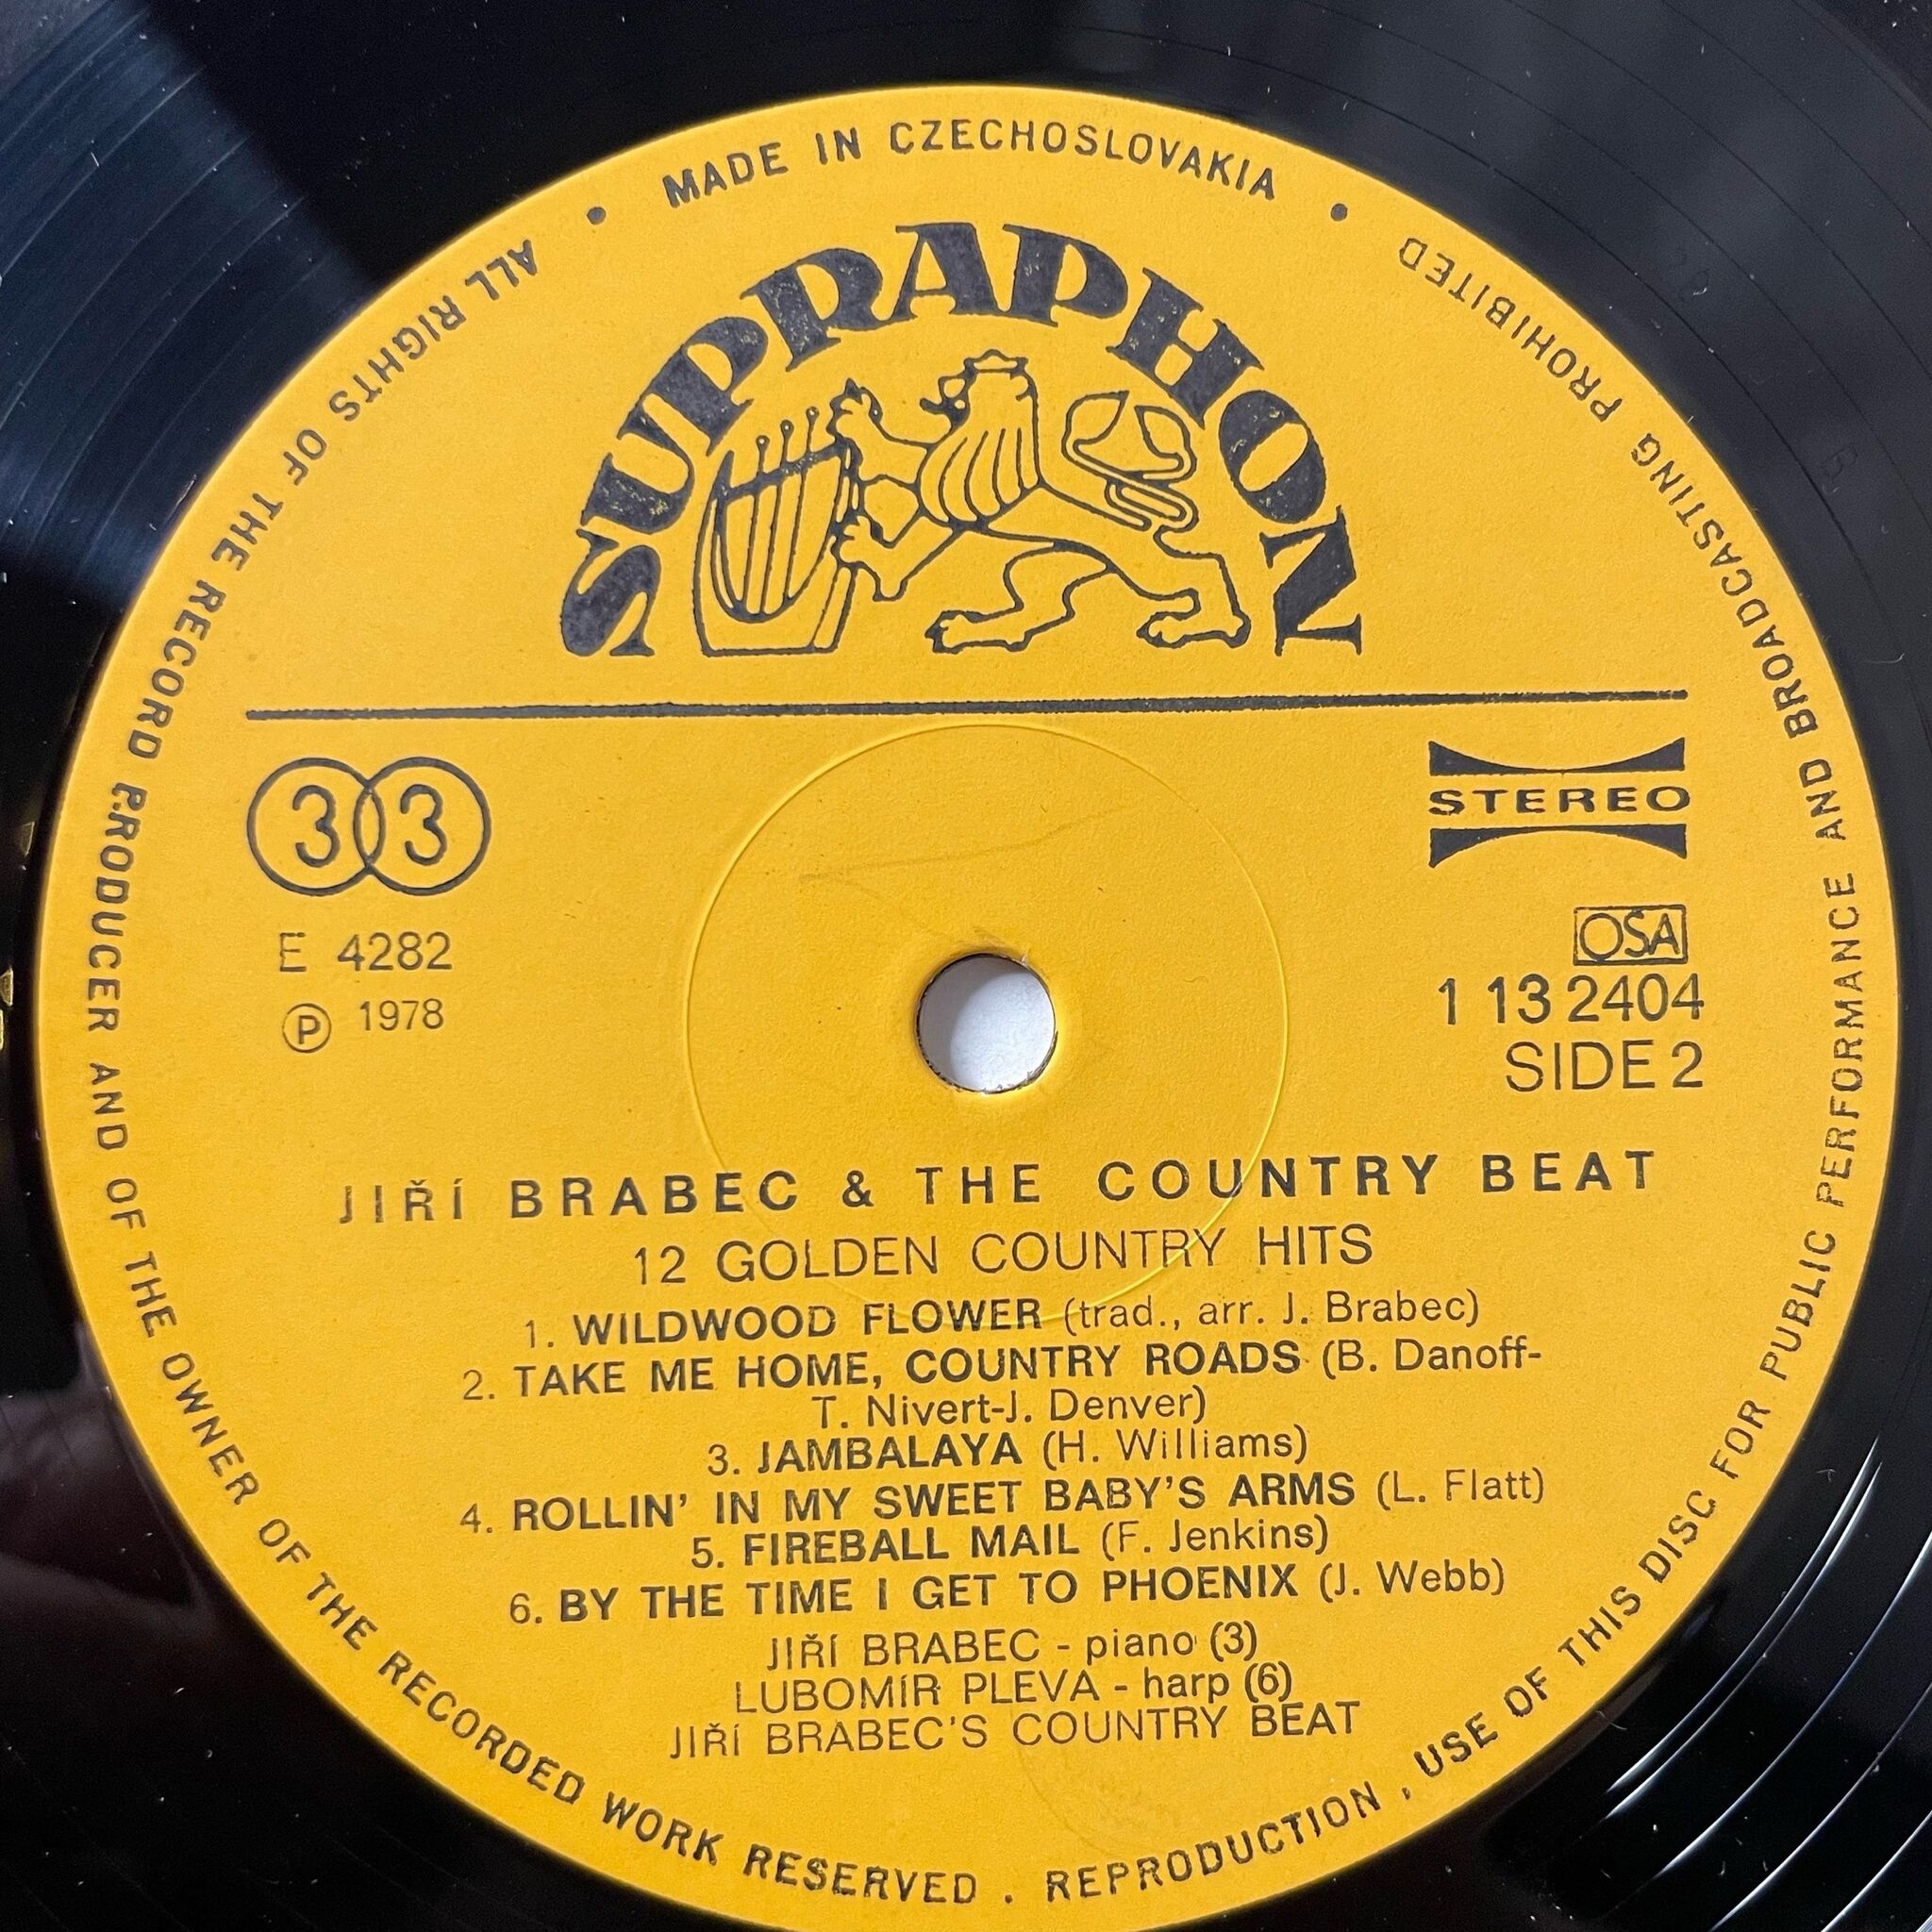 MADE IN CZECHOSLOVAKIA
ALL RIGHTS OF THE RECORD PRODUCER AND OF THE OWNER OF THE RECORDED WORK RESERVED . REPRODUCTION , USE OF THIS DISC FOR PUBLIC PERFORMANCE AND BROADCASTING PROHIBITED
SUPRAPHON
33
STEREO
E 4282
Ⓟ 1978
OSA
1 13 2404
SIDE 2
JIŘÍ BRABEC & THE COUNTRY BEAT
12 GOLDEN COUNTRY HITS
1. WILDWOOD FLOWER (trad., arr. J. Brabec)
2. TAKE ME HOME, COUNTRY ROADS (B. Danoff-
T. Nivert-J. Denver)
3. JAMBALAYA (H. Williams)
4. ROLLIN' IN MY SWEET BABY'S ARMS (L. Flatt)
5. FIREBALL MAIL (F. Jenkins)
6. BY THE TIME I GET TO PHOENIX (J. Webb)
JIŘÍ BRABEC - piano (3)
LUBOMÍR PLEVA - harp (6)
JIŘÍ BRABEC'S COUNTRY BEAT